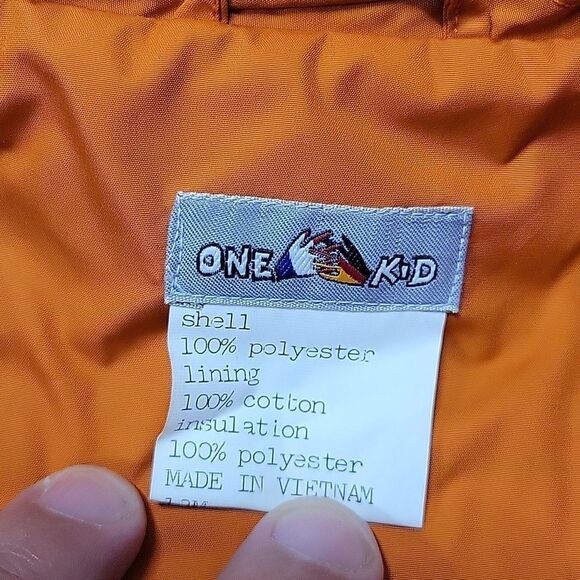 ONE KID
shell
100% polyester
lining
100% cotton
insulation
100% polyester
MADE IN VIETNAM